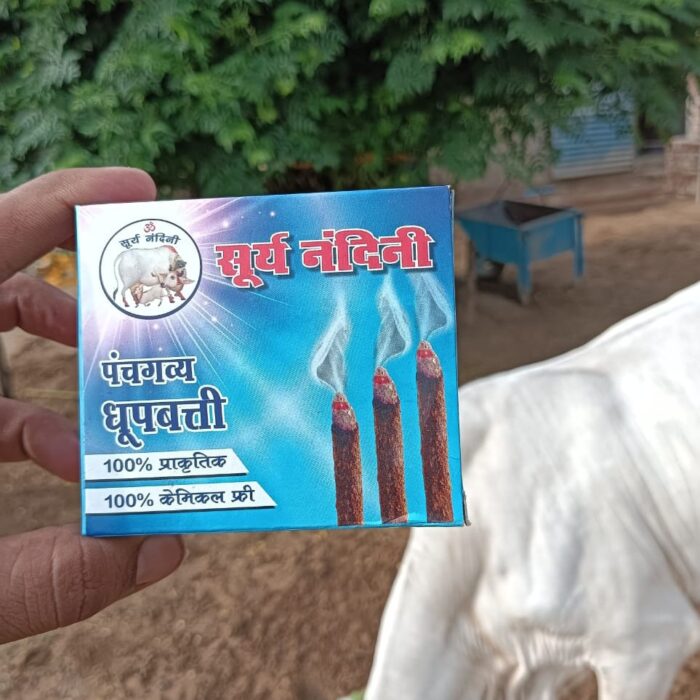 ॐ
सूर्य नंदिनी
सूर्य नंदिनी
पंचगव्य
धूपबत्ती
100% प्राकृतिक
100% केमिकल फ्री